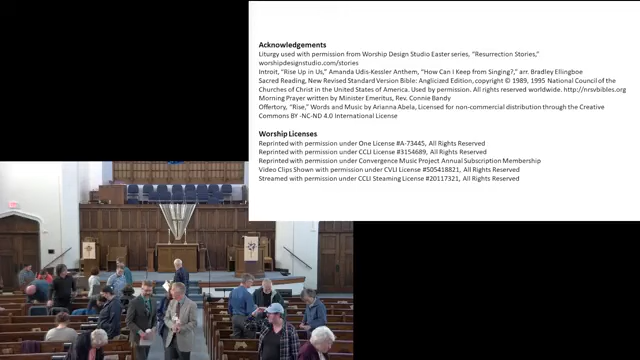 Acknowledgements
Liturgy used with permission from Worship Design Studio Easter series, "Resurrection Stories,"
worshipdesignstudio.com/stories
Introit, "Rise Up in Us," Amanda Udis-Kessler Anthem, "How Can I Keep from Singing?," arr. Bradley Ellingboe
Sacred Reading, New Revised Standard Version Bible: Anglicized Edition, copyright © 1989, 1995 National Council of the
Churches of Christ in the United States of America. Used by permission. All rights reserved worldwide. http://nrsvbibles.org
Morning Prayer written by Minister Emeritus, Rev. Connie Bandy
Offertory, "Rise," Words and Music by Arianna Abela, Licensed for non-commercial distribution through the Creative
Commons BY -NC-ND 4.0 International License
Worship Licenses
Reprinted with permission under One License #A-73445, All Rights Reserved
Reprinted with permission under CCLI #3154689, All Rights Reserved
Reprinted with permission under Convergence Music Project Annual Subscription Membership
Video Clips Shown with permission under CVLI License #505418821, All Rights Reserved
Streamed with permission under CCLI Steaming License #20117321, All Rights Reserved